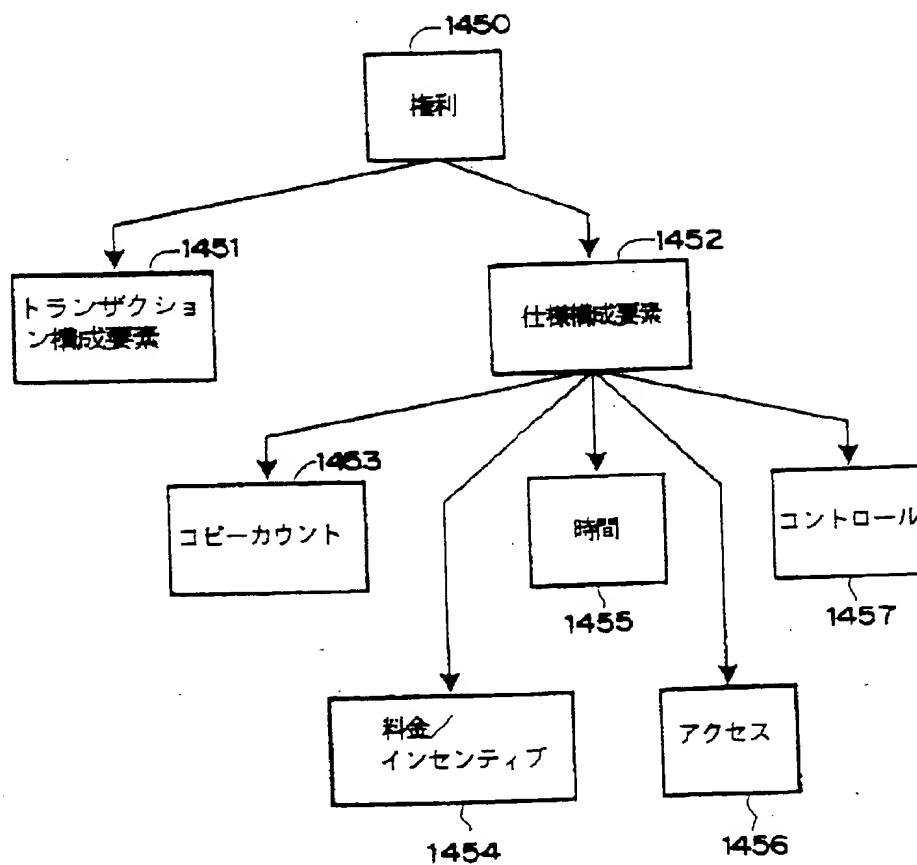 1450
権利
1451
トランザクショ
ン構成要素
1452
仕様構成要素
1453
コピーカウント
時間
1455
コントロール
1457
料金/
インセンティブ
1454
アクセス
1456